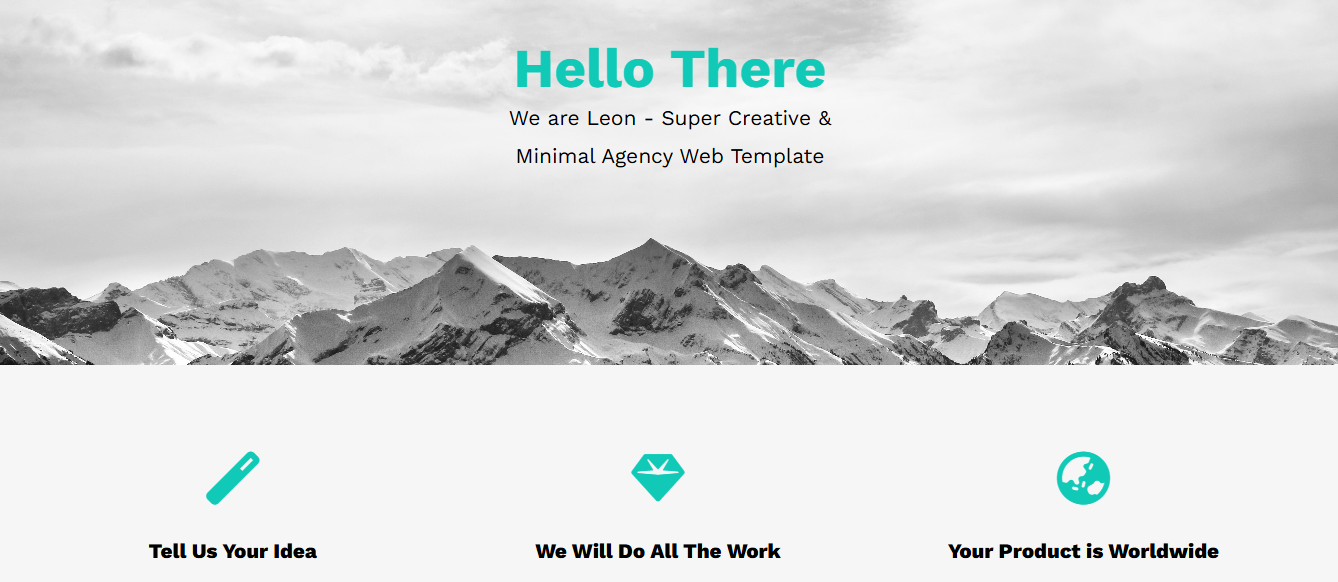 Hello There
We are Leon - Super Creative &
Minimal Agency Web Template
Tell Us Your Idea
We Will Do All The Work
Your Product is Worldwide